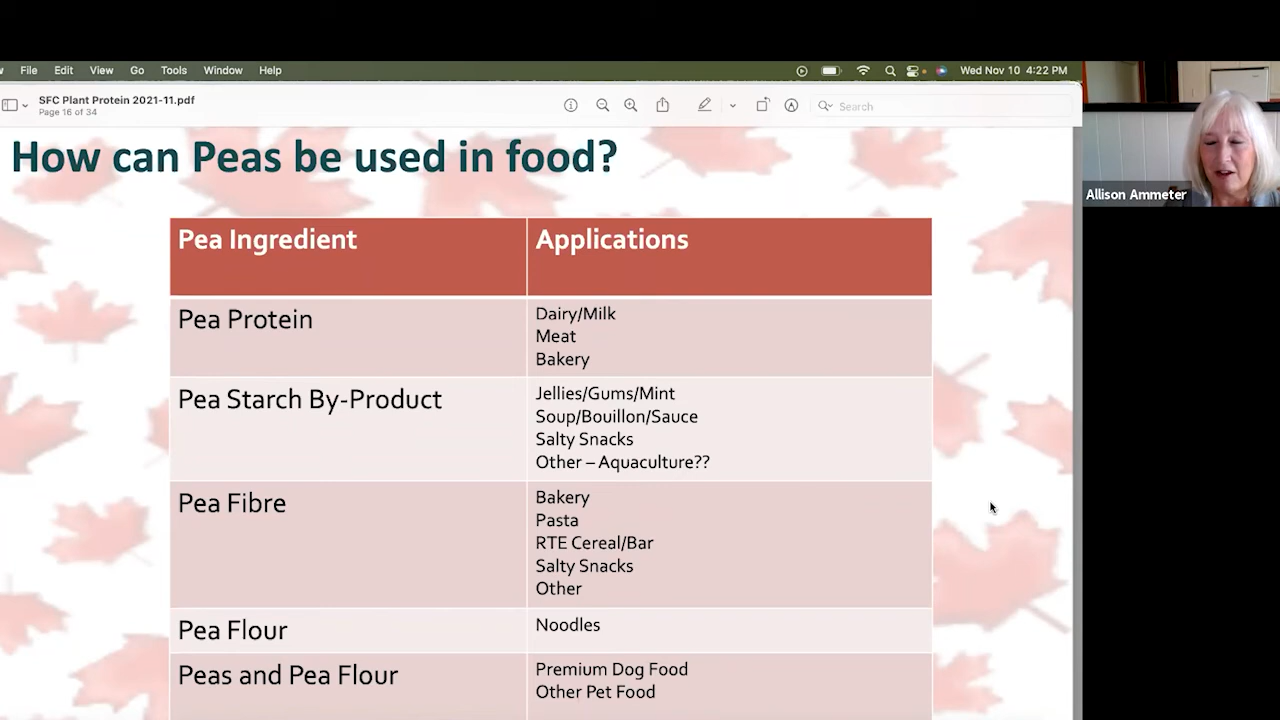 File Edit View Go Tools Window Help Wed Nov 10 4:22 PM
SFC Plant Protein 2021-11.pdf
Page 16 of 34
Search
How can Peas be used in food?
Allison Ammeter
Pea Ingredient
Applications
Pea Protein
Dairy/Milk
Meat
Bakery
Pea Starch By-Product
Jellies/Gums/Mint
Soup/Bouillon/Sauce
Salty Snacks
Other – Aquaculture??
Pea Fibre
Bakery
Pasta
RTE Cereal/Bar
Salty Snacks
Other
Pea Flour
Noodles
Peas and Pea Flour
Premium Dog Food
Other Pet Food